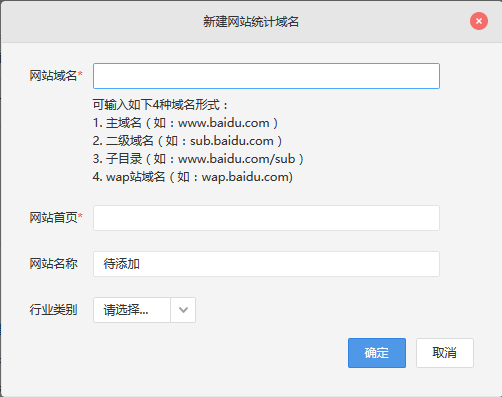 新建网站统计域名
网站域名*
可输入如下4种域名形式：
1. 主域名（如：www.baidu.com ）
2. 二级域名（如：sub.baidu.com ）
3. 子目录（如：www.baidu.com/sub ）
4. wap站域名（如：wap.baidu.com)
网站首页*
网站名称 待添加
行业类别 请选择...
确定 取消